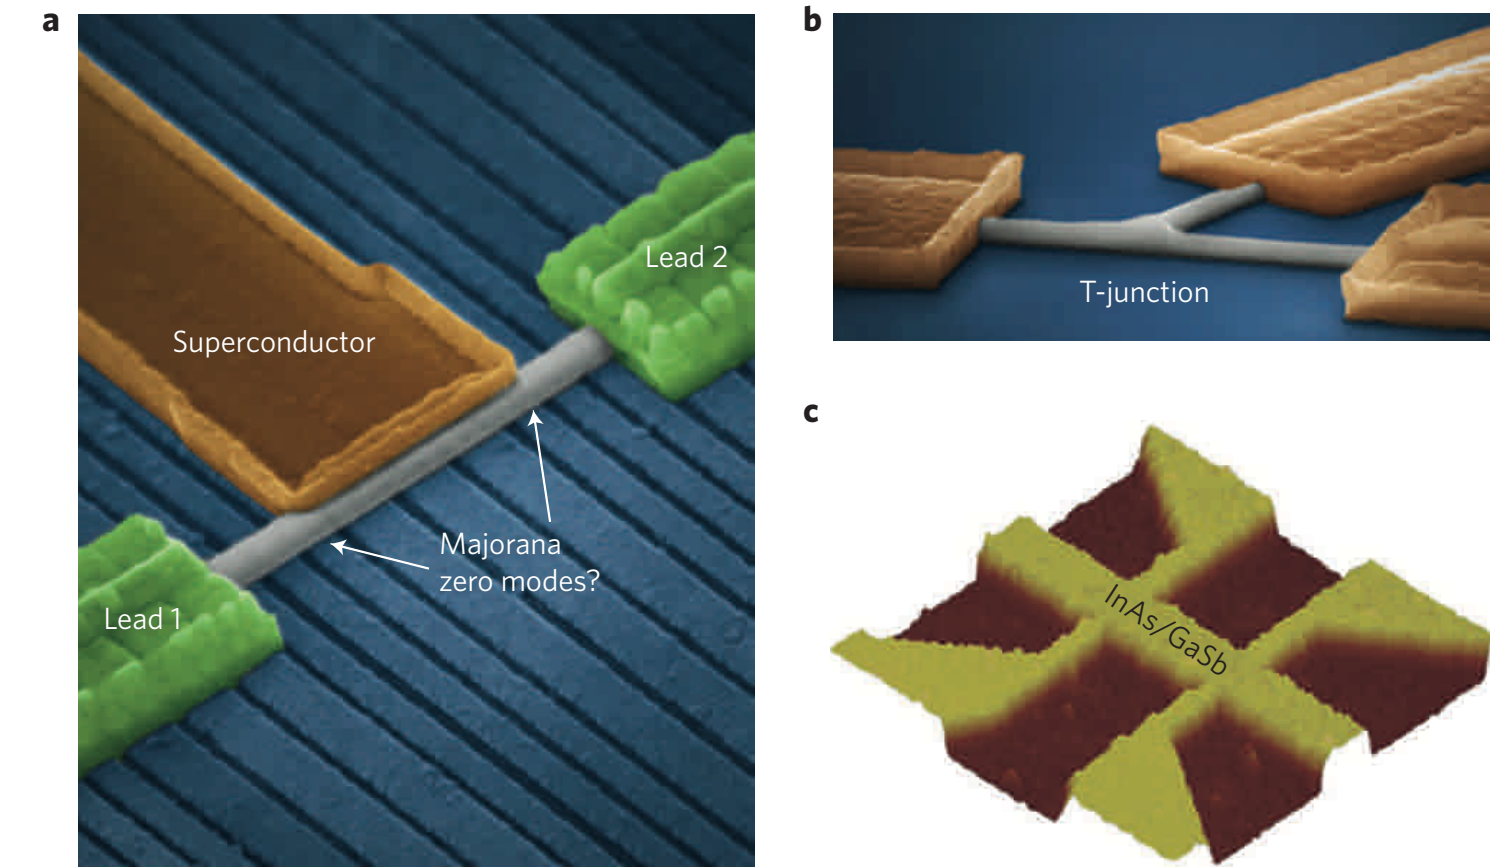 a
Superconductor
Lead 2
Majorana
zero modes?
Lead 1
b
T-junction
c
InAs/GaSb